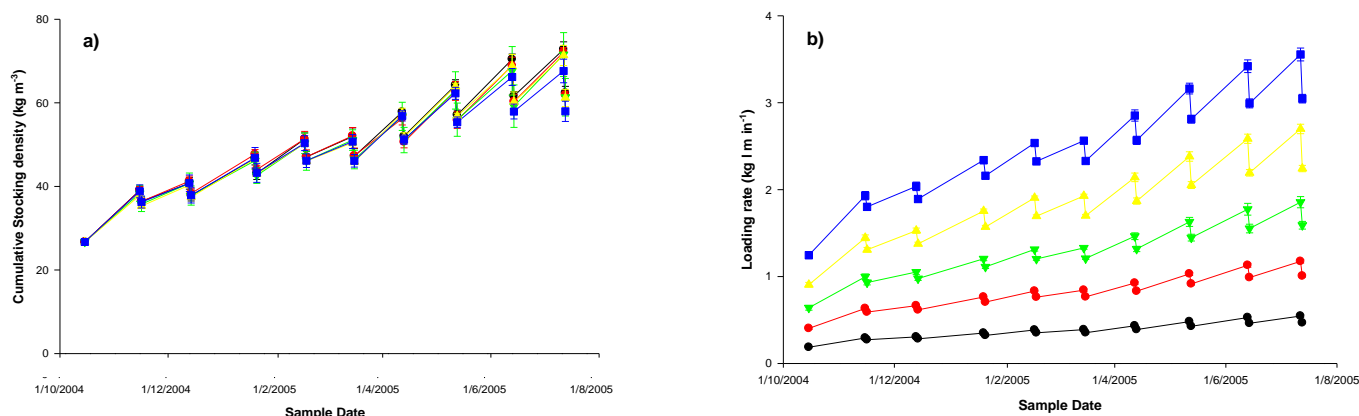 a)
Cumulative Stocking density (kg m-3)
80
60
40
20
0
1/10/2004 1/12/2004 1/2/2005 1/4/2005 1/6/2005 1/8/2005
Sample Date
b)
Loading rate (kg l m in-1)
4
3
2
1
0
1/10/2004 1/12/2004 1/2/2005 1/4/2005 1/6/2005 1/8/2005
Sample Date